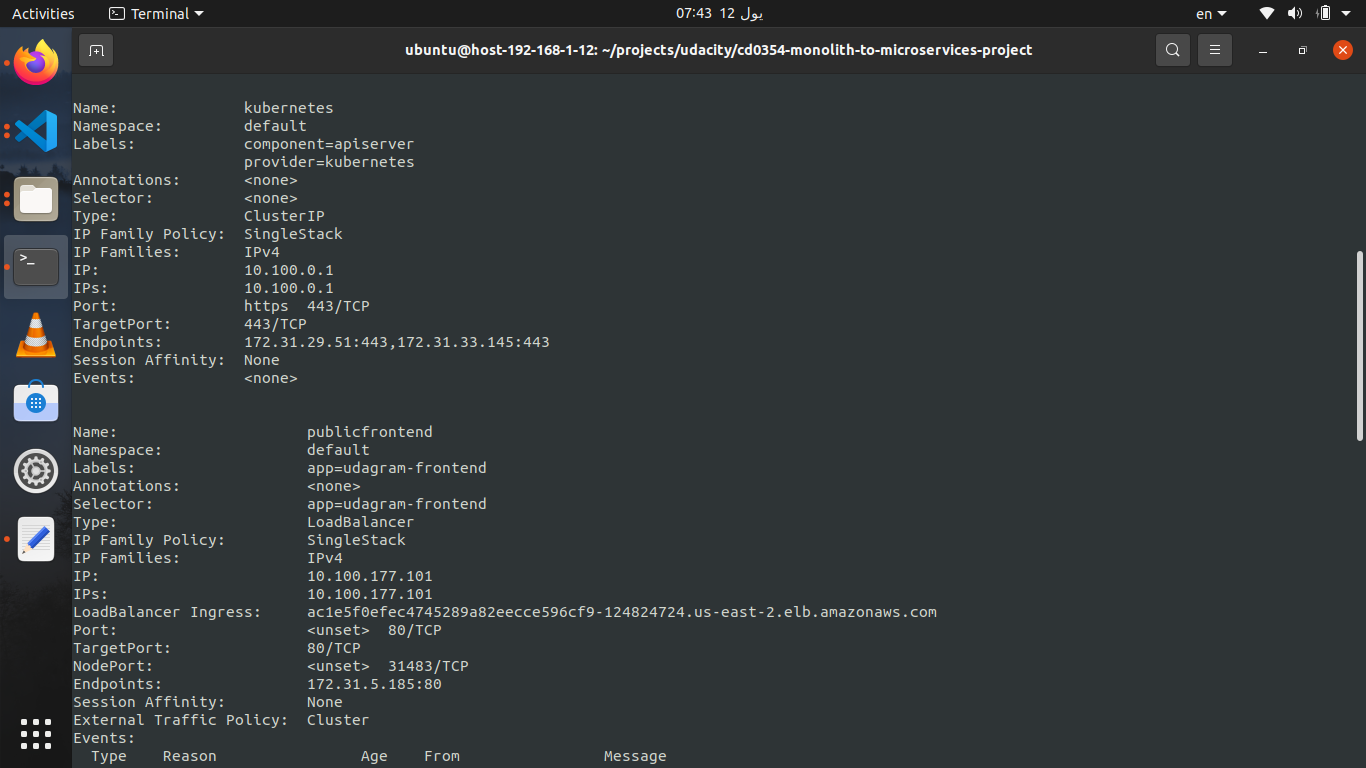 Activities Terminal 07:43 12 يول en
ubuntu@host-192-168-1-12: ~/projects/udacity/cd0354-monolith-to-microservices-project
Name:              kubernetes
Namespace:         default
Labels:            component=apiserver
                   provider=kubernetes
Annotations:       <none>
Selector:          <none>
Type:              ClusterIP
IP Family Policy:  SingleStack
IP Families:       IPv4
IP:                10.100.0.1
IPs:               10.100.0.1
Port:              https  443/TCP
TargetPort:        443/TCP
Endpoints:         172.31.29.51:443,172.31.33.145:443
Session Affinity:  None
Events:            <none>
Name:                     publicfrontend
Namespace:                default
Labels:                   app=udagram-frontend
Annotations:              <none>
Selector:                 app=udagram-frontend
Type:                     LoadBalancer
IP Family Policy:         SingleStack
IP Families:              IPv4
IP:                       10.100.177.101
IPs:                      10.100.177.101
LoadBalancer Ingress:     ac1e5f0efec4745289a82eecce596cf9-124824724.us-east-2.elb.amazonaws.com
Port:                     <unset>  80/TCP
TargetPort:               80/TCP
NodePort:                 <unset>  31483/TCP
Endpoints:                172.31.5.185:80
Session Affinity:         None
External Traffic Policy:  Cluster
Events:
  Type    Reason                Age    From                Message